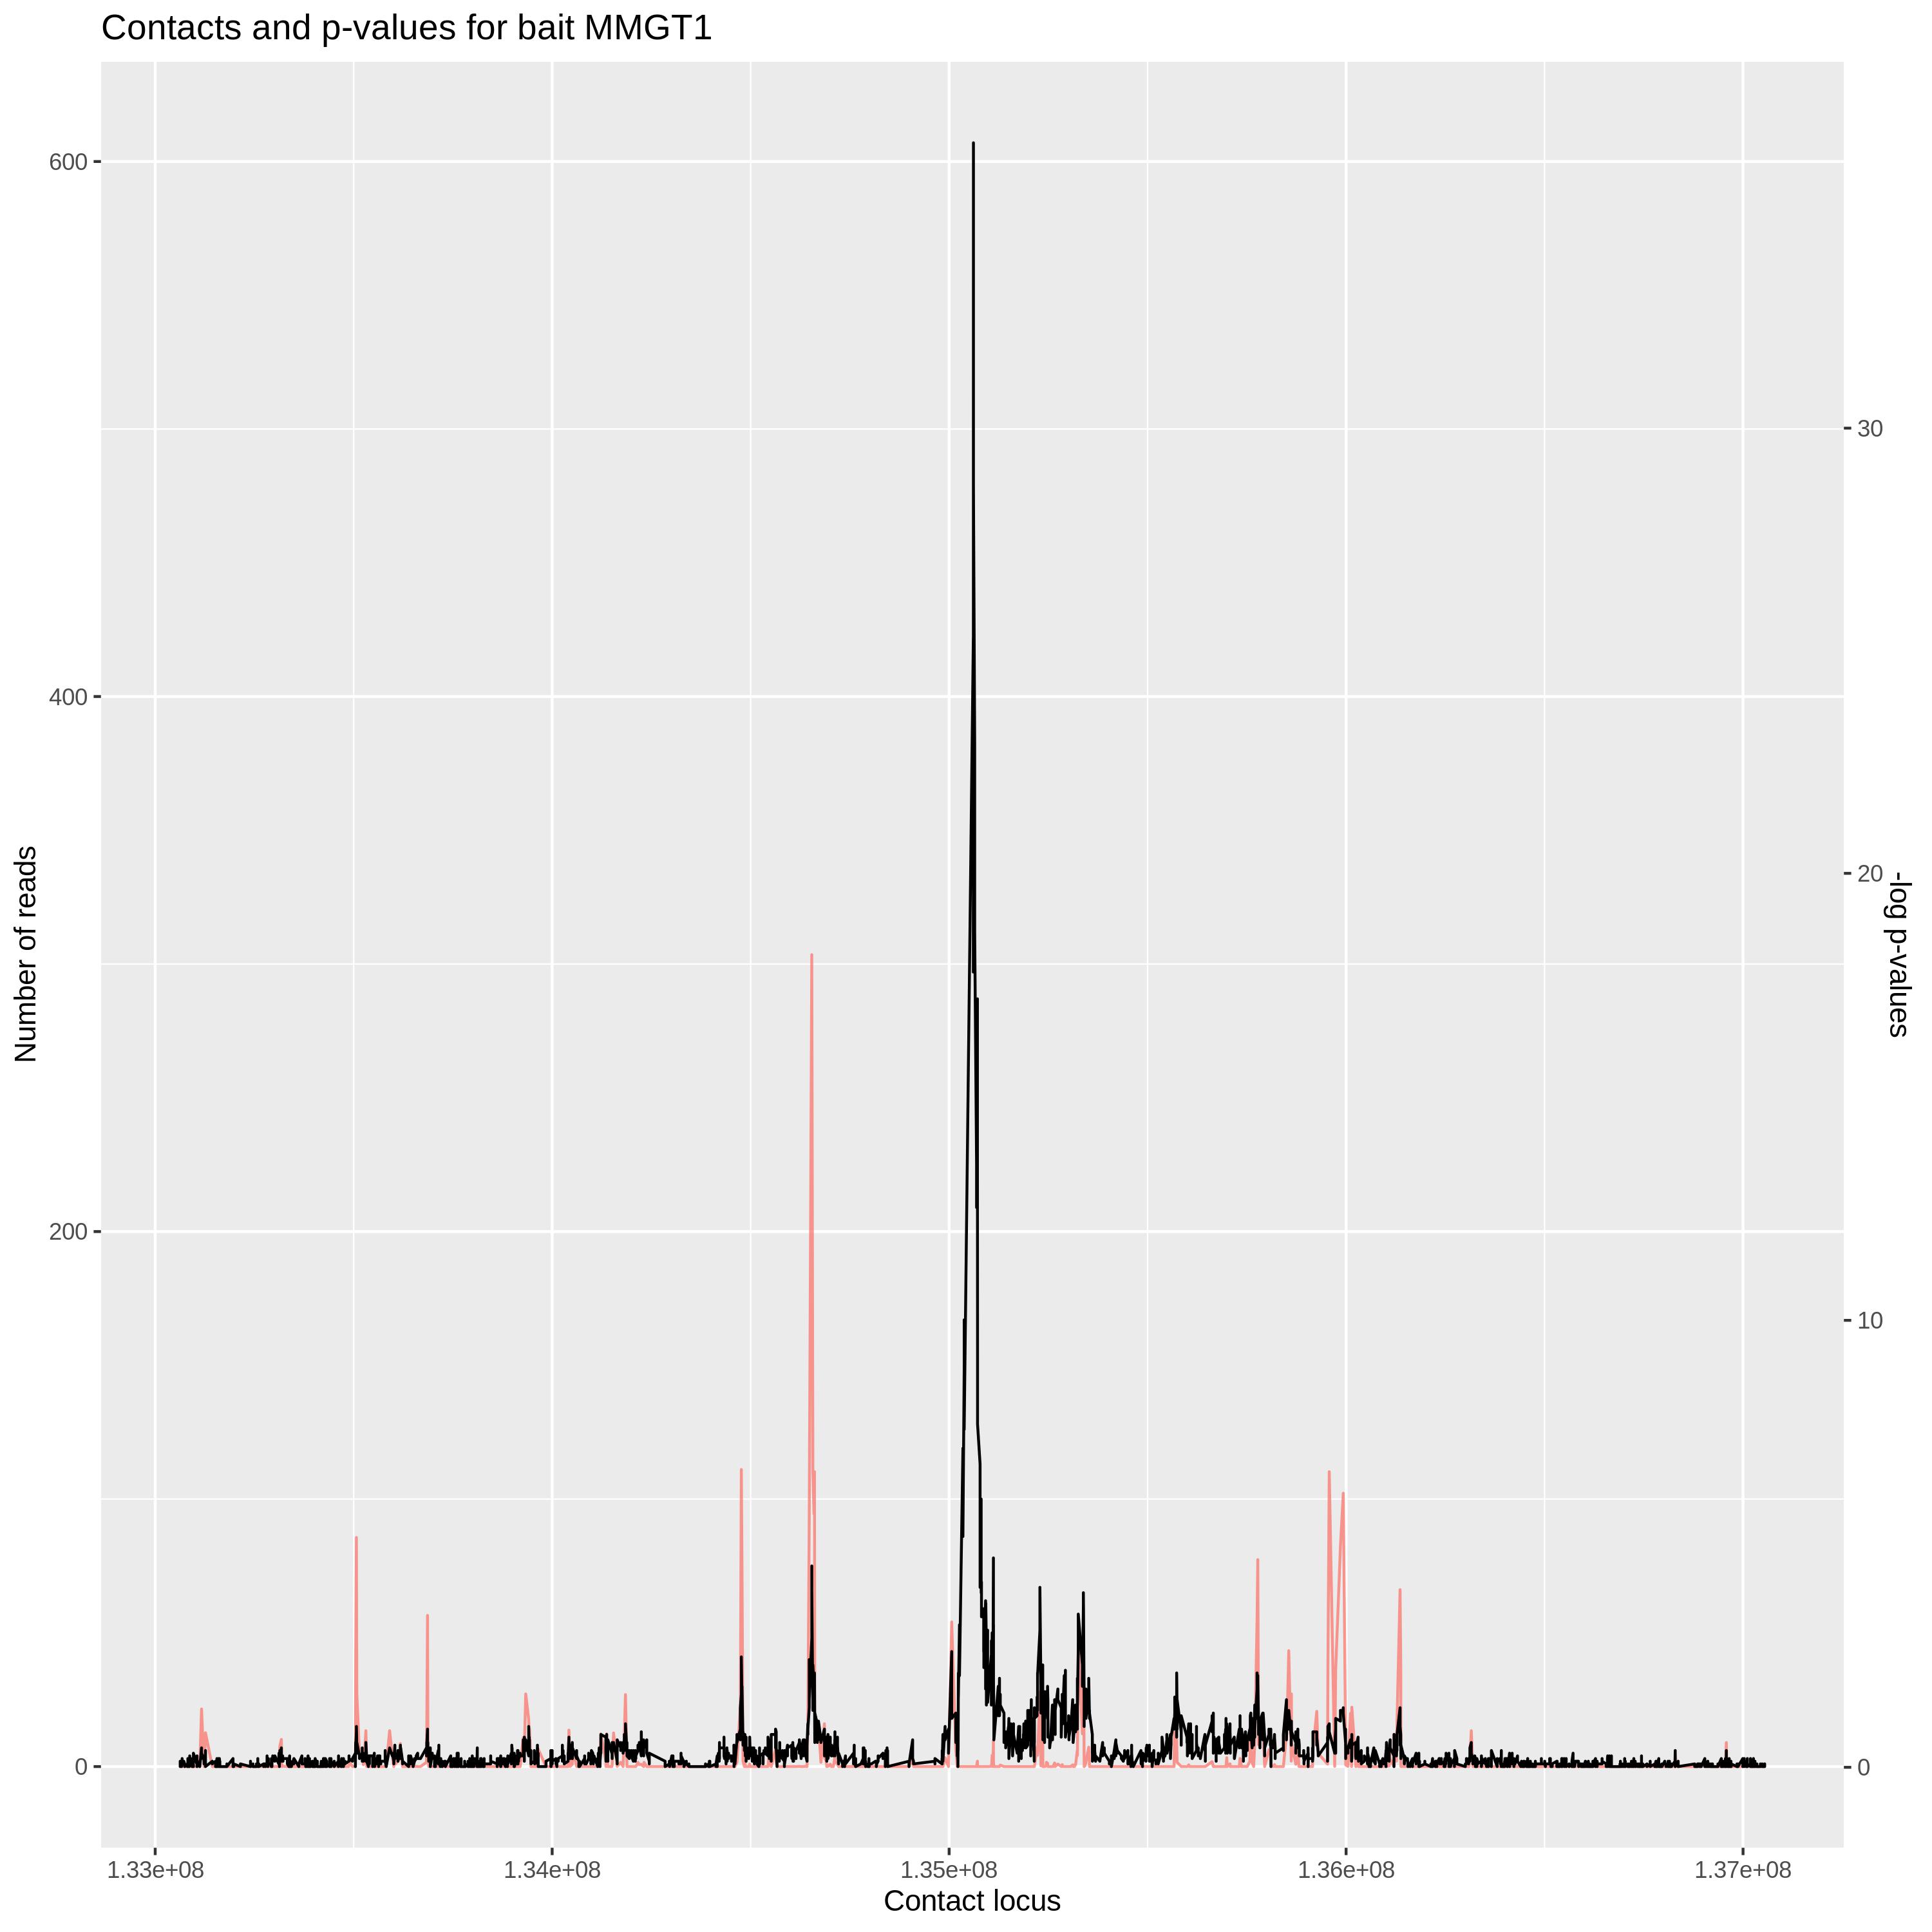 Contacts and p-values for bait MMGT1
600
400
200
0
30
20
10
0
Number of reads
-log p-values
1.33e+08 1.34e+08 1.35e+08 1.36e+08 1.37e+08
Contact locus